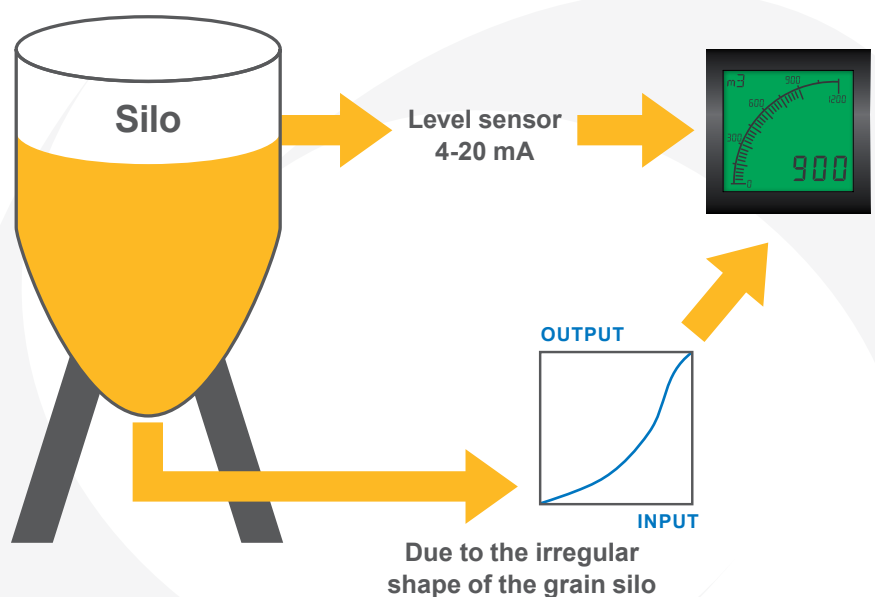 Silo
Level sensor
4-20 mA
m3
900
600
1200
300
0
900
OUTPUT
INPUT
Due to the irregular
shape of the grain silo